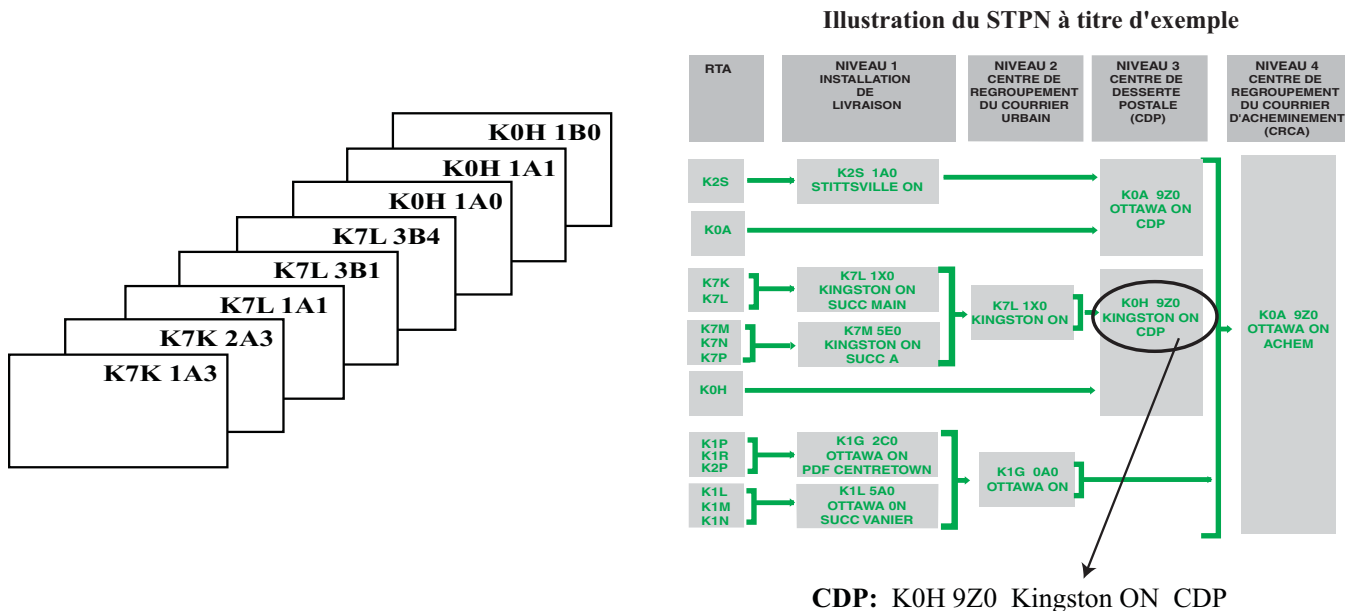 Illustration du STPN à titre d'exemple
K0H 1B0
K0H 1A1
K0H 1A0
K7L 3B4
K7L 3B1
K7L 1A1
K7K 2A3
K7K 1A3
RTA
NIVEAU 1
INSTALLATION
DE
LIVRAISON
NIVEAU 2
CENTRE DE
REGROUPEMENT
DU COURRIER
URBAIN
NIVEAU 3
CENTRE DE
DESSERTE
POSTALE
(CDP)
NIVEAU 4
CENTRE DE
REGROUPEMENT
DU COURRIER
D'ACHEMINEMENT
(CRCA)
K2S
K2S 1A0
STITTSVILLE ON
K0A
K0A 9Z0
OTTAWA ON
CDP
K7K
K7L
K7L 1X0
KINGSTON ON
SUCC MAIN
K7M
K7N
K7P
K7M 5E0
KINGSTON ON
SUCC A
K7L 1X0
KINGSTON ON
K0H 9Z0
KINGSTON ON
CDP
K0H
K0A 9Z0
OTTAWA ON
ACHEM
K1P
K1R
K2P
K1G 2C0
OTTAWA ON
PDF CENTRETOWN
K1L
K1M
K1N
K1L 5A0
OTTAWA 0N
SUCC VANIER
K1G 0A0
OTTAWA ON
CDP: K0H 9Z0 Kingston ON CDP